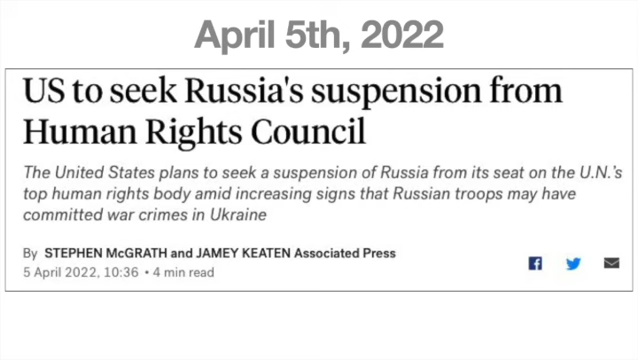 April 5th, 2022
US to seek Russia's suspension from
Human Rights Council
The United States plans to seek a suspension of Russia from its seat on the U.N.'s
top human rights body amid increasing signs that Russian troops may have
committed war crimes in Ukraine
By STEPHEN McGRATH and JAMEY KEATEN Associated Press
5 April 2022, 10:36 • 4 min read